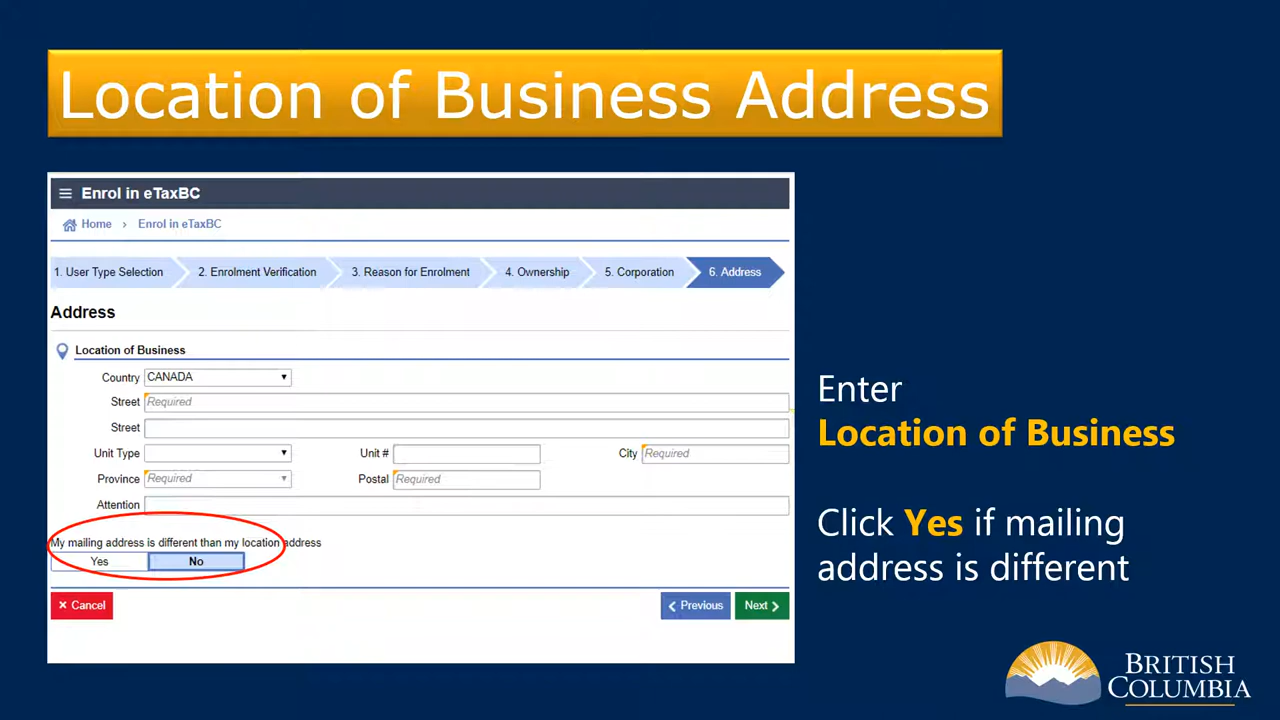 Location of Business Address
Enrol in eTaxBC
Home › Enrol in eTaxBC
1. User Type Selection 2. Enrolment Verification 3. Reason for Enrolment 4. Ownership 5. Corporation 6. Address
Address
Location of Business
Country CANADA
Street Required
Street
Unit Type Unit # City Required
Province Required Postal Required
Attention
My mailing address is different than my location address
Yes No
× Cancel Previous Next
Enter
Location of Business
Click Yes if mailing
address is different
BRITISH
COLUMBIA